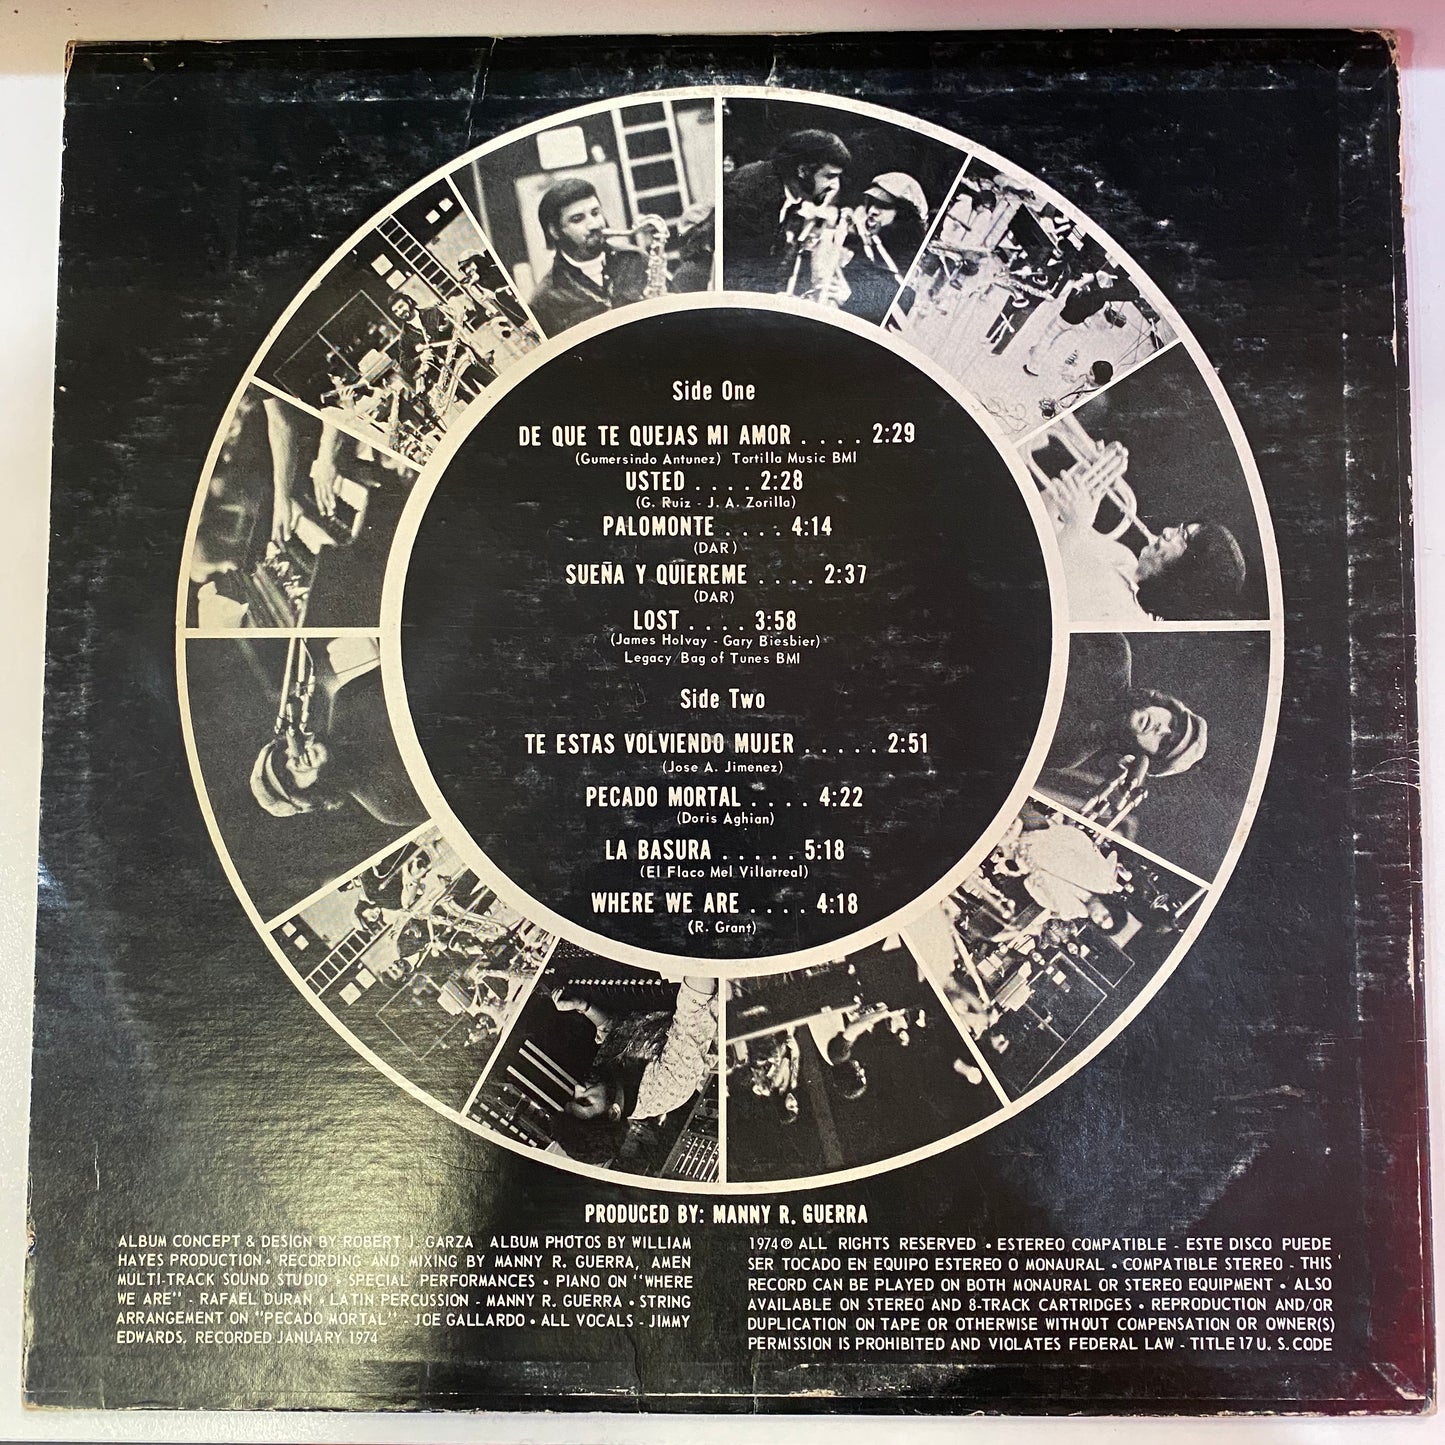 Side One
DE QUE TE QUEJAS MI AMOR . . . . 2:29
(Gumersindo Antunez) Tortilla Music BMI
USTED . . . . 2:28
(G. Ruiz - J. A. Zorilla)
PALOMONTE . . . . 4:14
(DAR)
SUEÑA Y QUIEREME . . . . 2:37
(DAR)
LOST . . . . 3:58
(James Holvay - Gary Biesbier)
Legacy/Bag of Tunes BMI
Side Two
TE ESTAS VOLVIENDO MUJER . . . . . 2:51
(Jose A. Jimenez)
PECADO MORTAL . . . . 4:22
(Doris Aghian)
LA BASURA . . . . . 5:18
(El Flaco Mel Villarreal)
WHERE WE ARE . . . . 4:18
(R. Grant)
PRODUCED BY: MANNY R. GUERRA
ALBUM CONCEPT & DESIGN BY ROBERT J. GARZA ALBUM PHOTOS BY WILLIAM
HAYES PRODUCTION • RECORDING AND MIXING BY MANNY R. GUERRA, AMEN
MULTI-TRACK SOUND STUDIO • SPECIAL PERFORMANCES • PIANO ON "WHERE
WE ARE" - RAFAEL DURAN • LATIN PERCUSSION - MANNY R. GUERRA • STRING
ARRANGEMENT ON "PECADO MORTAL" - JOE GALLARDO • ALL VOCALS - JIMMY
EDWARDS, RECORDED JANUARY 1974
1974 ℗ ALL RIGHTS RESERVED • ESTEREO COMPATIBLE - ESTE DISCO PUEDE
SER TOCADO EN EQUIPO ESTEREO O MONAURAL • COMPATIBLE STEREO - THIS
RECORD CAN BE PLAYED ON BOTH MONAURAL OR STEREO EQUIPMENT • ALSO
AVAILABLE ON STEREO AND 8-TRACK CARTRIDGES • REPRODUCTION AND/OR
DUPLICATION ON TAPE OR OTHERWISE WITHOUT COMPENSATION OR OWNER(S)
PERMISSION IS PROHIBITED AND VIOLATES FEDERAL LAW - TITLE 17 U. S. CODE